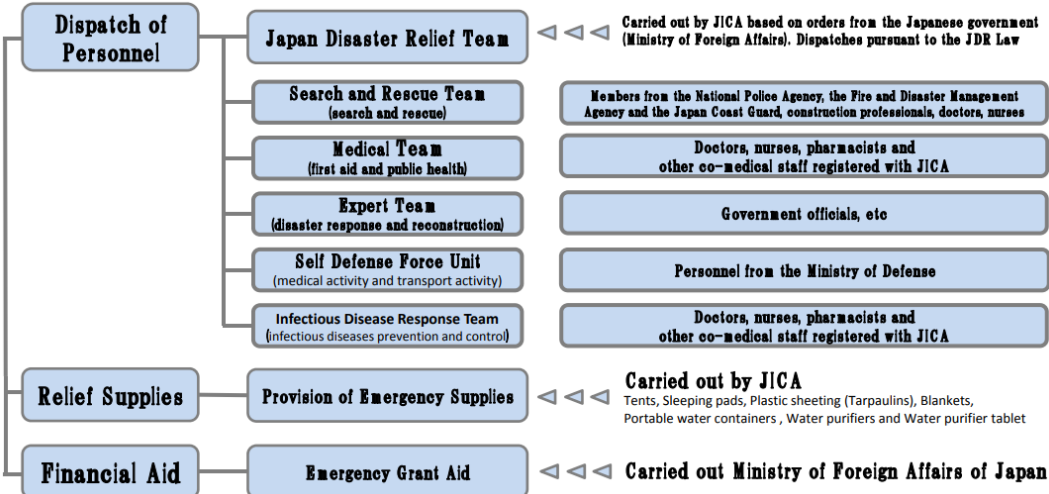 Dispatch of
Personnel
Japan Disaster Relief Team
Carried out by JICA based on orders from the Japanese government
(Ministry of Foreign Affairs). Dispatches pursuant to the JDR Law
Search and Rescue Team
(search and rescue)
Members from the National Police Agency, the Fire and Disaster Management
Agency and the Japan Coast Guard, construction professionals, doctors, nurses
Medical Team
(first aid and public health)
Doctors, nurses, pharmacists and
other co-medical staff registered with JICA
Expert Team
(disaster response and reconstruction)
Government officials, etc
Self Defense Force Unit
(medical activity and transport activity)
Personnel from the Ministry of Defense
Infectious Disease Response Team
(infectious diseases prevention and control)
Doctors, nurses, pharmacists and
other co-medical staff registered with JICA
Relief Supplies
Provision of Emergency Supplies
Carried out by JICA
Tents, Sleeping pads, Plastic sheeting (Tarpaulins), Blankets,
Portable water containers , Water purifiers and Water purifier tablet
Financial Aid
Emergency Grant Aid
Carried out Ministry of Foreign Affairs of Japan